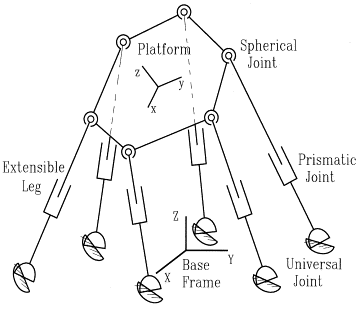 Platform
Spherical
Joint
z
y
x
Extensible
Leg
Prismatic
Joint
Z
Y
X
Base
Frame
Universal
Joint